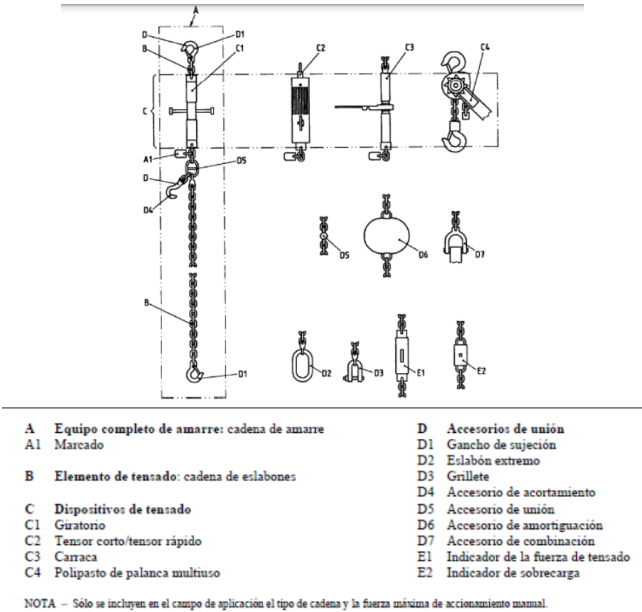 A
D
D1
B
C1
C2
C3
C4
C
A1
D5
D
D4
D5
D6
D7
B
D1
D2
D3
E1
E2
A Equipo completo de amarre: cadena de amarre
A1 Marcado
B Elemento de tensado: cadena de eslabones
C Dispositivos de tensado
C1 Giratorio
C2 Tensor corto/tensor rápido
C3 Carraca
C4 Polipasto de palanca multiuso
D Accesorios de unión
D1 Gancho de sujeción
D2 Eslabón extremo
D3 Grillete
D4 Accesorio de acortamiento
D5 Accesorio de unión
D6 Accesorio de amortiguación
D7 Accesorio de combinación
E1 Indicador de la fuerza de tensado
E2 Indicador de sobrecarga
NOTA – Sólo se incluyen en el campo de aplicación el tipo de cadena y la fuerza máxima de accionamiento manual.